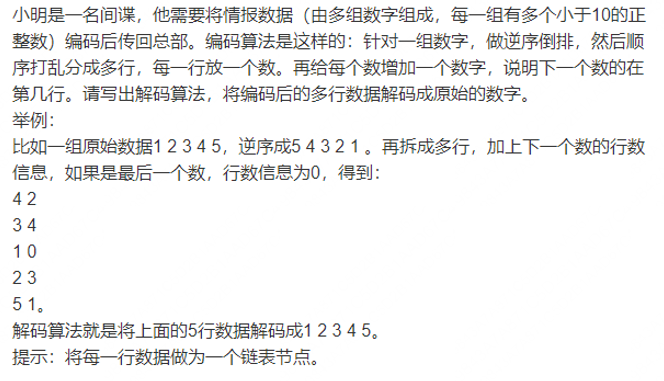 小明是一名间谍，他需要将情报数据（由多组数字组成，每一组有多个小于10的正
整数）编码后传回总部。编码算法是这样的：针对一组数字，做逆序倒排，然后顺
序打乱分成多行，每一行放一个数。再给每个数增加一个数字，说明下一个数的在
第几行。请写出解码算法，将编码后的多行数据解码成原始的数字。
举例：
比如一组原始数据1 2 3 4 5，逆序成5 4 3 2 1 。再拆成多行，加上下一个数的行数
信息，如果是最后一个数，行数信息为0，得到：
4 2
3 4
1 0
2 3
5 1。
解码算法就是将上面的5行数据解码成1 2 3 4 5。
提示：将每一行数据做为一个链表节点。